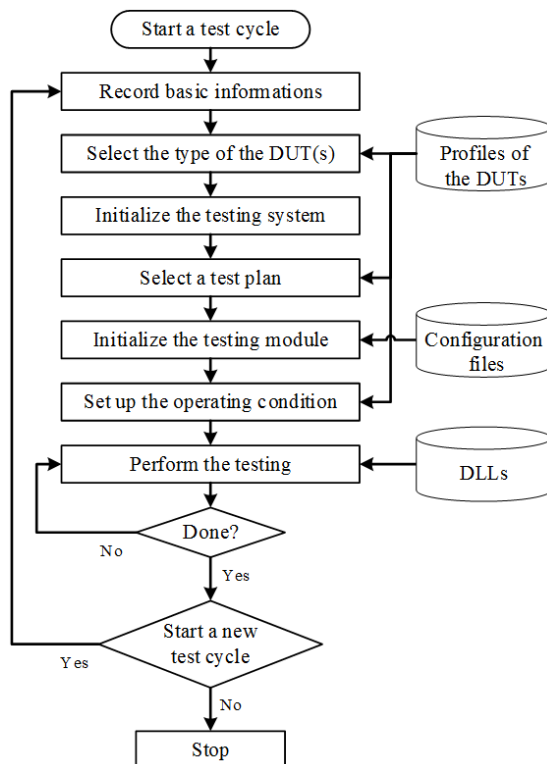 Start a test cycle
Record basic informations
Select the type of the DUT(s)
Profiles of
the DUTs
Initialize the testing system
Select a test plan
Initialize the testing module
Configuration
files
Set up the operating condition
Perform the testing
DLLs
Done?
No
Yes
Start a new
test cycle
Yes
No
Stop